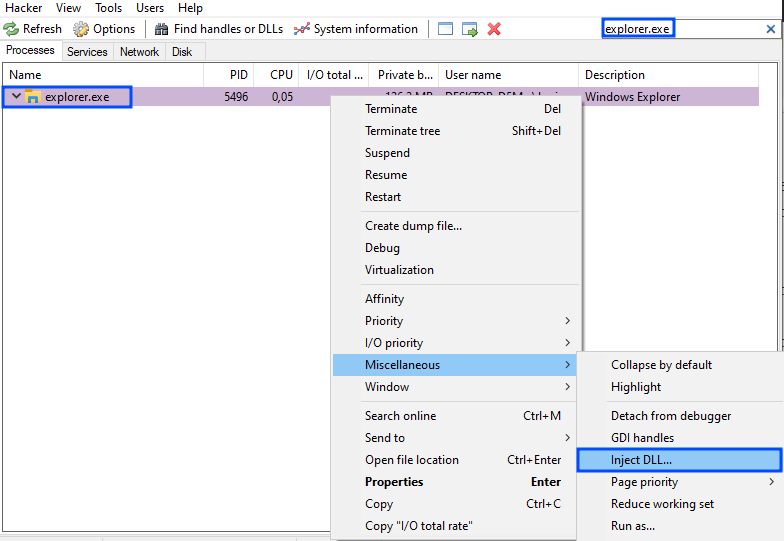 Hacker View Tools Users Help
Refresh Options Find handles or DLLs System information explorer.exe
Processes Services Network Disk
Name PID CPU I/O total ... Private b... User name Description
explorer.exe 5496 0,05 Windows Explorer
Terminate Del
Terminate tree Shift+Del
Suspend
Resume
Restart
Create dump file...
Debug
Virtualization
Affinity
Priority
I/O priority
Miscellaneous
Window
Search online Ctrl+M
Send to
Open file location Ctrl+Enter
Properties Enter
Copy Ctrl+C
Copy "I/O total rate"
Collapse by default
Highlight
Detach from debugger
GDI handles
Inject DLL...
Page priority
Reduce working set
Run as...